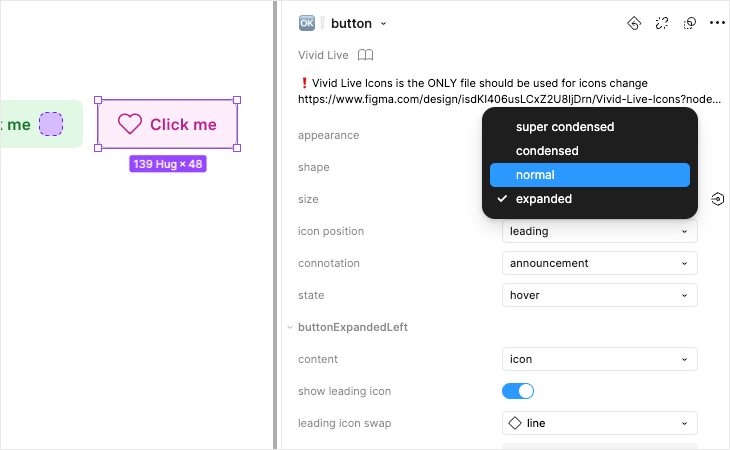 OK button
Vivid Live
❗ Vivid Live Icons is the ONLY file should be used for icons change
https://www.figma.com/design/isdKI406usLCxZ2U8IjDrn/Vivid-Live-Icons?node...
appearance
shape
size
super condensed
condensed
normal
expanded
icon position
leading
connotation
announcement
state
hover
buttonExpandedLeft
content
icon
show leading icon
leading icon swap
line
me
Click me
139 Hug × 48